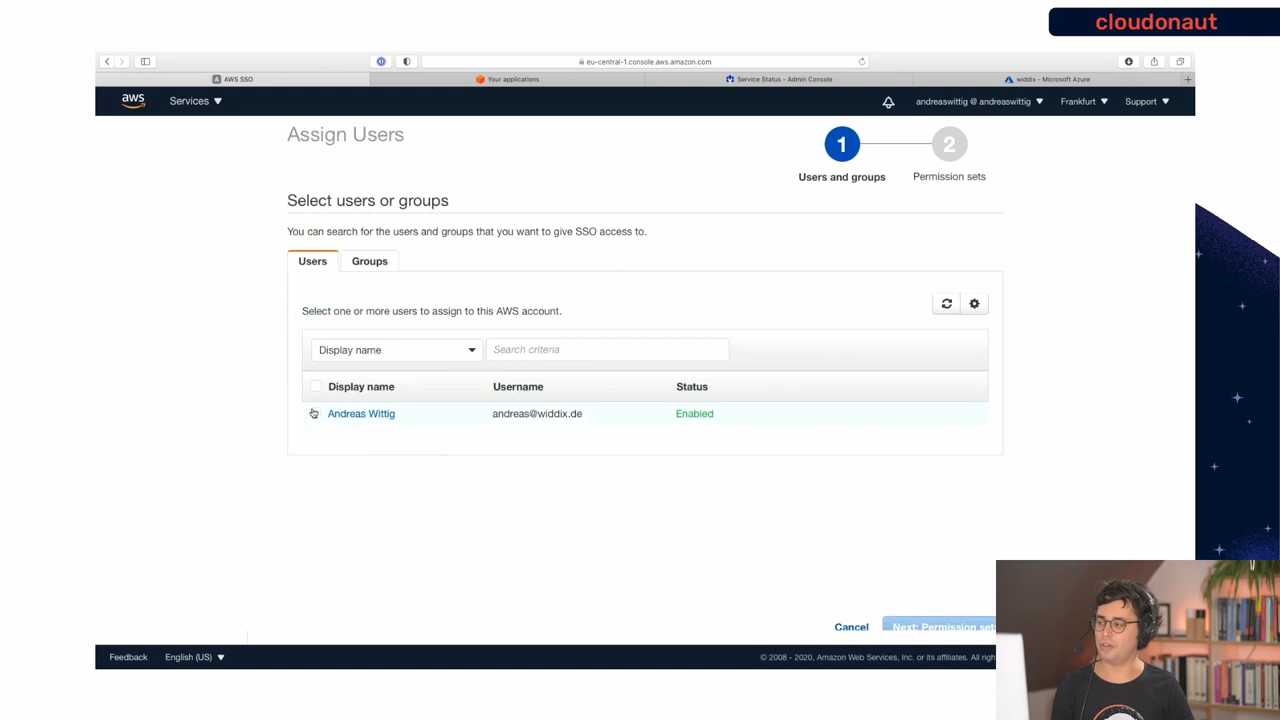 cloudonaut
eu-central-1.console.aws.amazon.com
AWS SSO
Your applications
Service Status - Admin Console
widdix - Microsoft Azure
aws
Services
andreaswittig @ andreaswittig
Frankfurt
Support
Assign Users
1
2
Users and groups
Permission sets
Select users or groups
You can search for the users and groups that you want to give SSO access to.
Users
Groups
Select one or more users to assign to this AWS account.
Display name
Search criteria
Display name
Username
Status
Andreas Wittig
andreas@widdix.de
Enabled
Cancel
Next: Permission sets
Feedback
English (US)
© 2008 - 2020, Amazon Web Services, Inc. or its affiliates. All righ